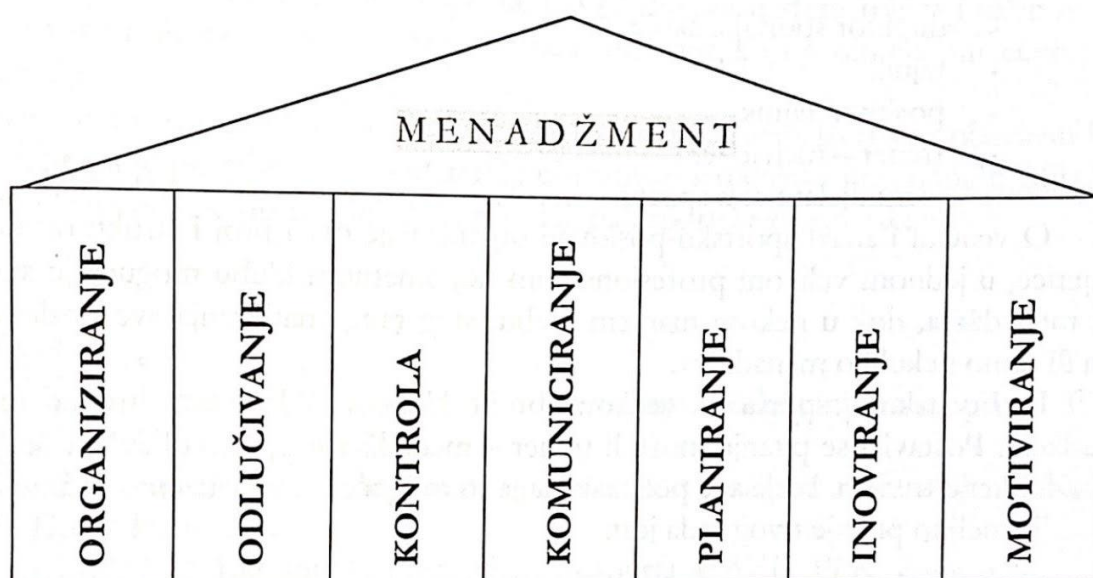 MENADŽMENT
ORGANIZIRANJE
ODLUČIVANJE
KONTROLA
KOMUNICIRANJE
PLANIRANJE
INOVIRANJE
MOTIVIRANJE